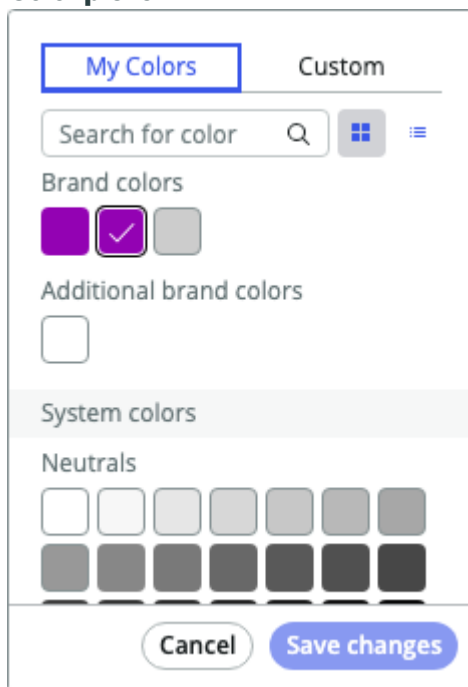 My Colors Custom
Search for color
Brand colors
Additional brand colors
System colors
Neutrals
Cancel Save changes